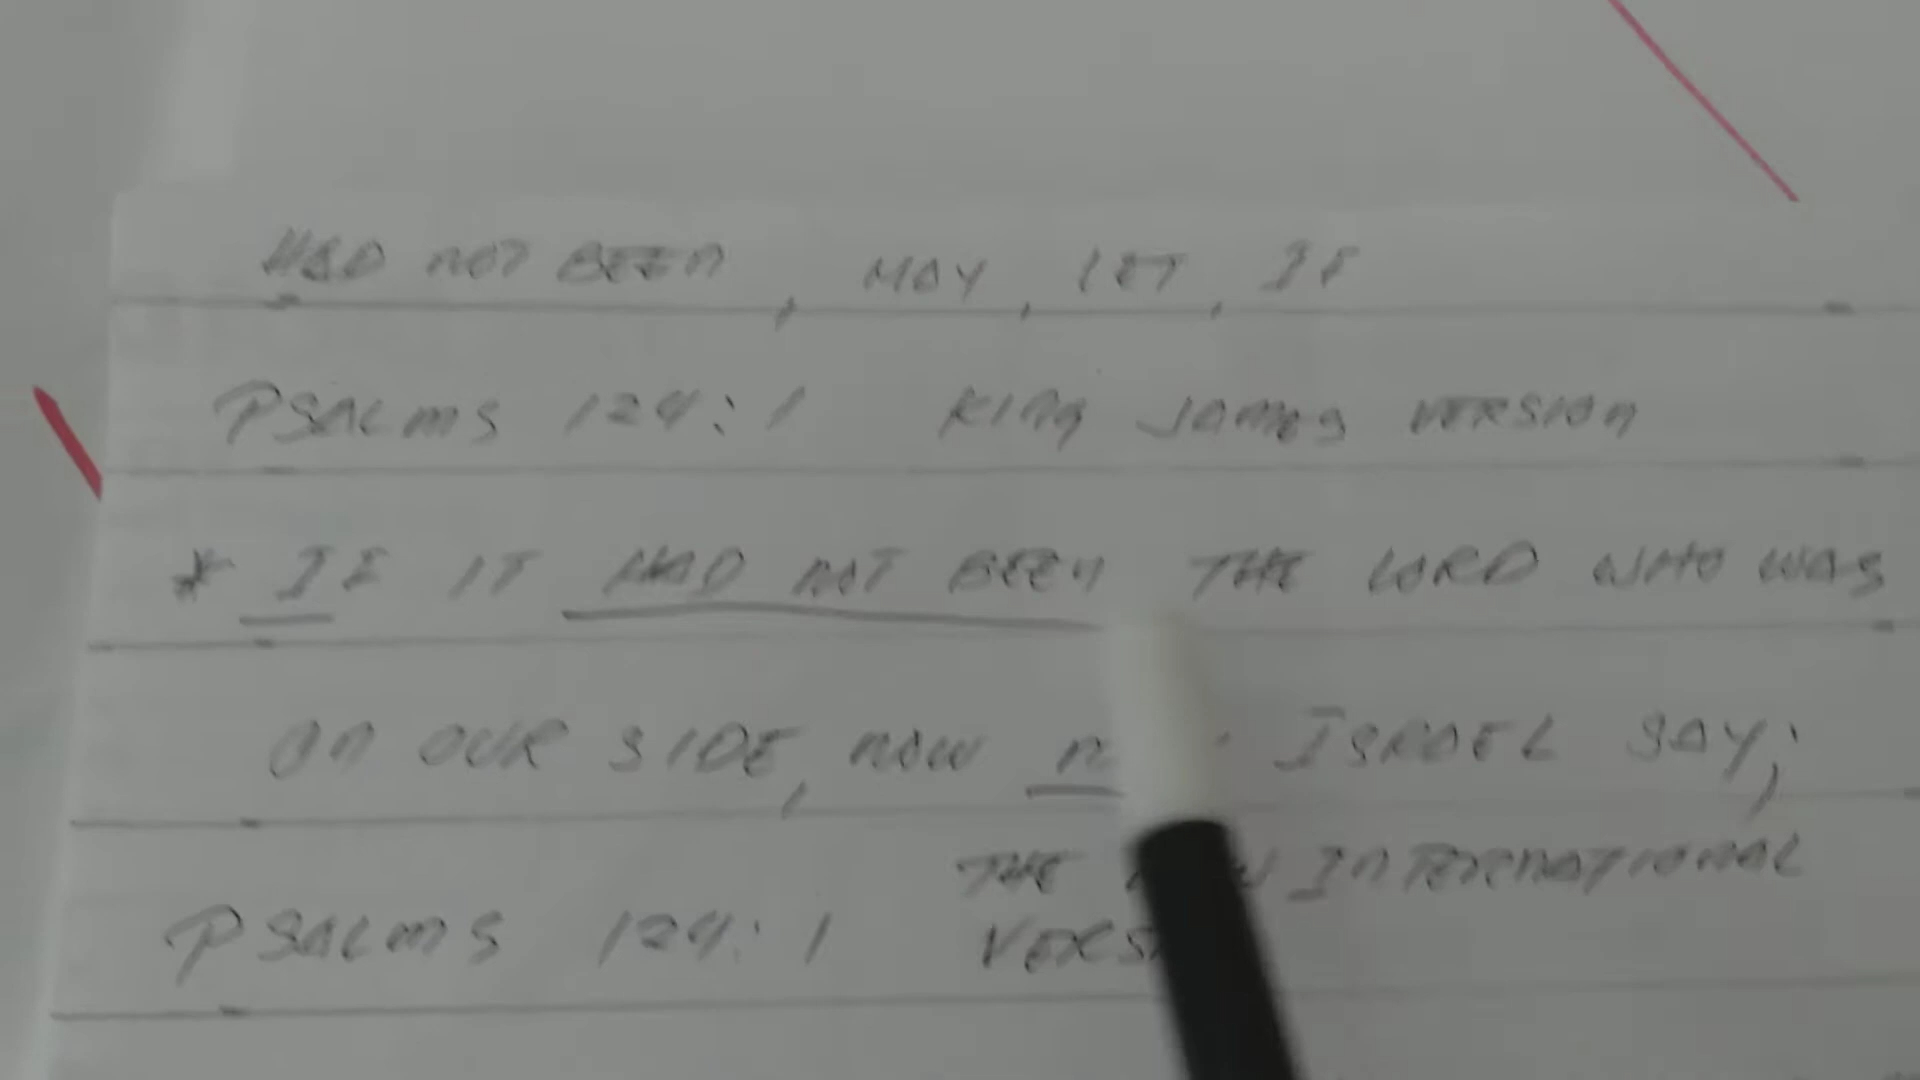 HAD NOT BEEN, MAY, LET, IF
PSALMS 124:1 KING JAMES VERSION
* IF IT HAD NOT BEEN THE LORD WHO WAS
ON OUR SIDE, NOW ISRAEL SAY;
THE INTERNATIONAL
PSALMS 124:1